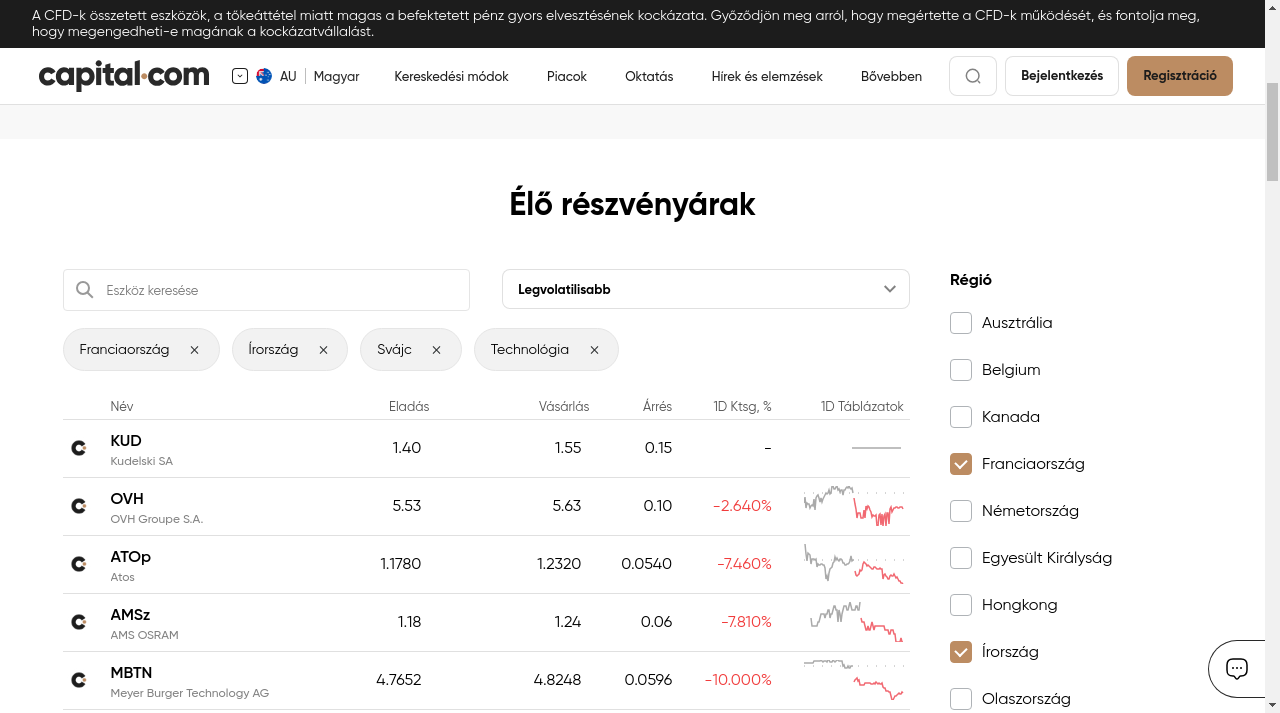 A CFD-k összetett eszközök, a tőkeáttétel miatt magas a befektetett pénz gyors elvesztésének kockázata. Győződjön meg arról, hogy megértette a CFD-k működését, és fontolja meg,
hogy megengedheti-e magának a kockázatvállalást.
capital.com
AU
Magyar
Kereskedési módok
Piacok
Oktatás
Hírek és elemzések
Bővebben
Bejelentkezés
Regisztráció
Élő részvényárak
Eszköz keresése
Legvolatilisabb
Franciaország
Írország
Svájc
Technológia
Név Eladás Vásárlás Árrés 1D Ktsg, % 1D Táblázatok
KUD 1.40 1.55 0.15 -
Kudelski SA
OVH 5.53 5.63 0.10 -2.640%
OVH Groupe S.A.
ATOp 1.1780 1.2320 0.0540 -7.460%
Atos
AMSz 1.18 1.24 0.06 -7.810%
AMS OSRAM
MBTN 4.7652 4.8248 0.0596 -10.000%
Meyer Burger Technology AG
Régió
Ausztrália
Belgium
Kanada
Franciaország
Németország
Egyesült Királyság
Hongkong
Írország
Olaszország